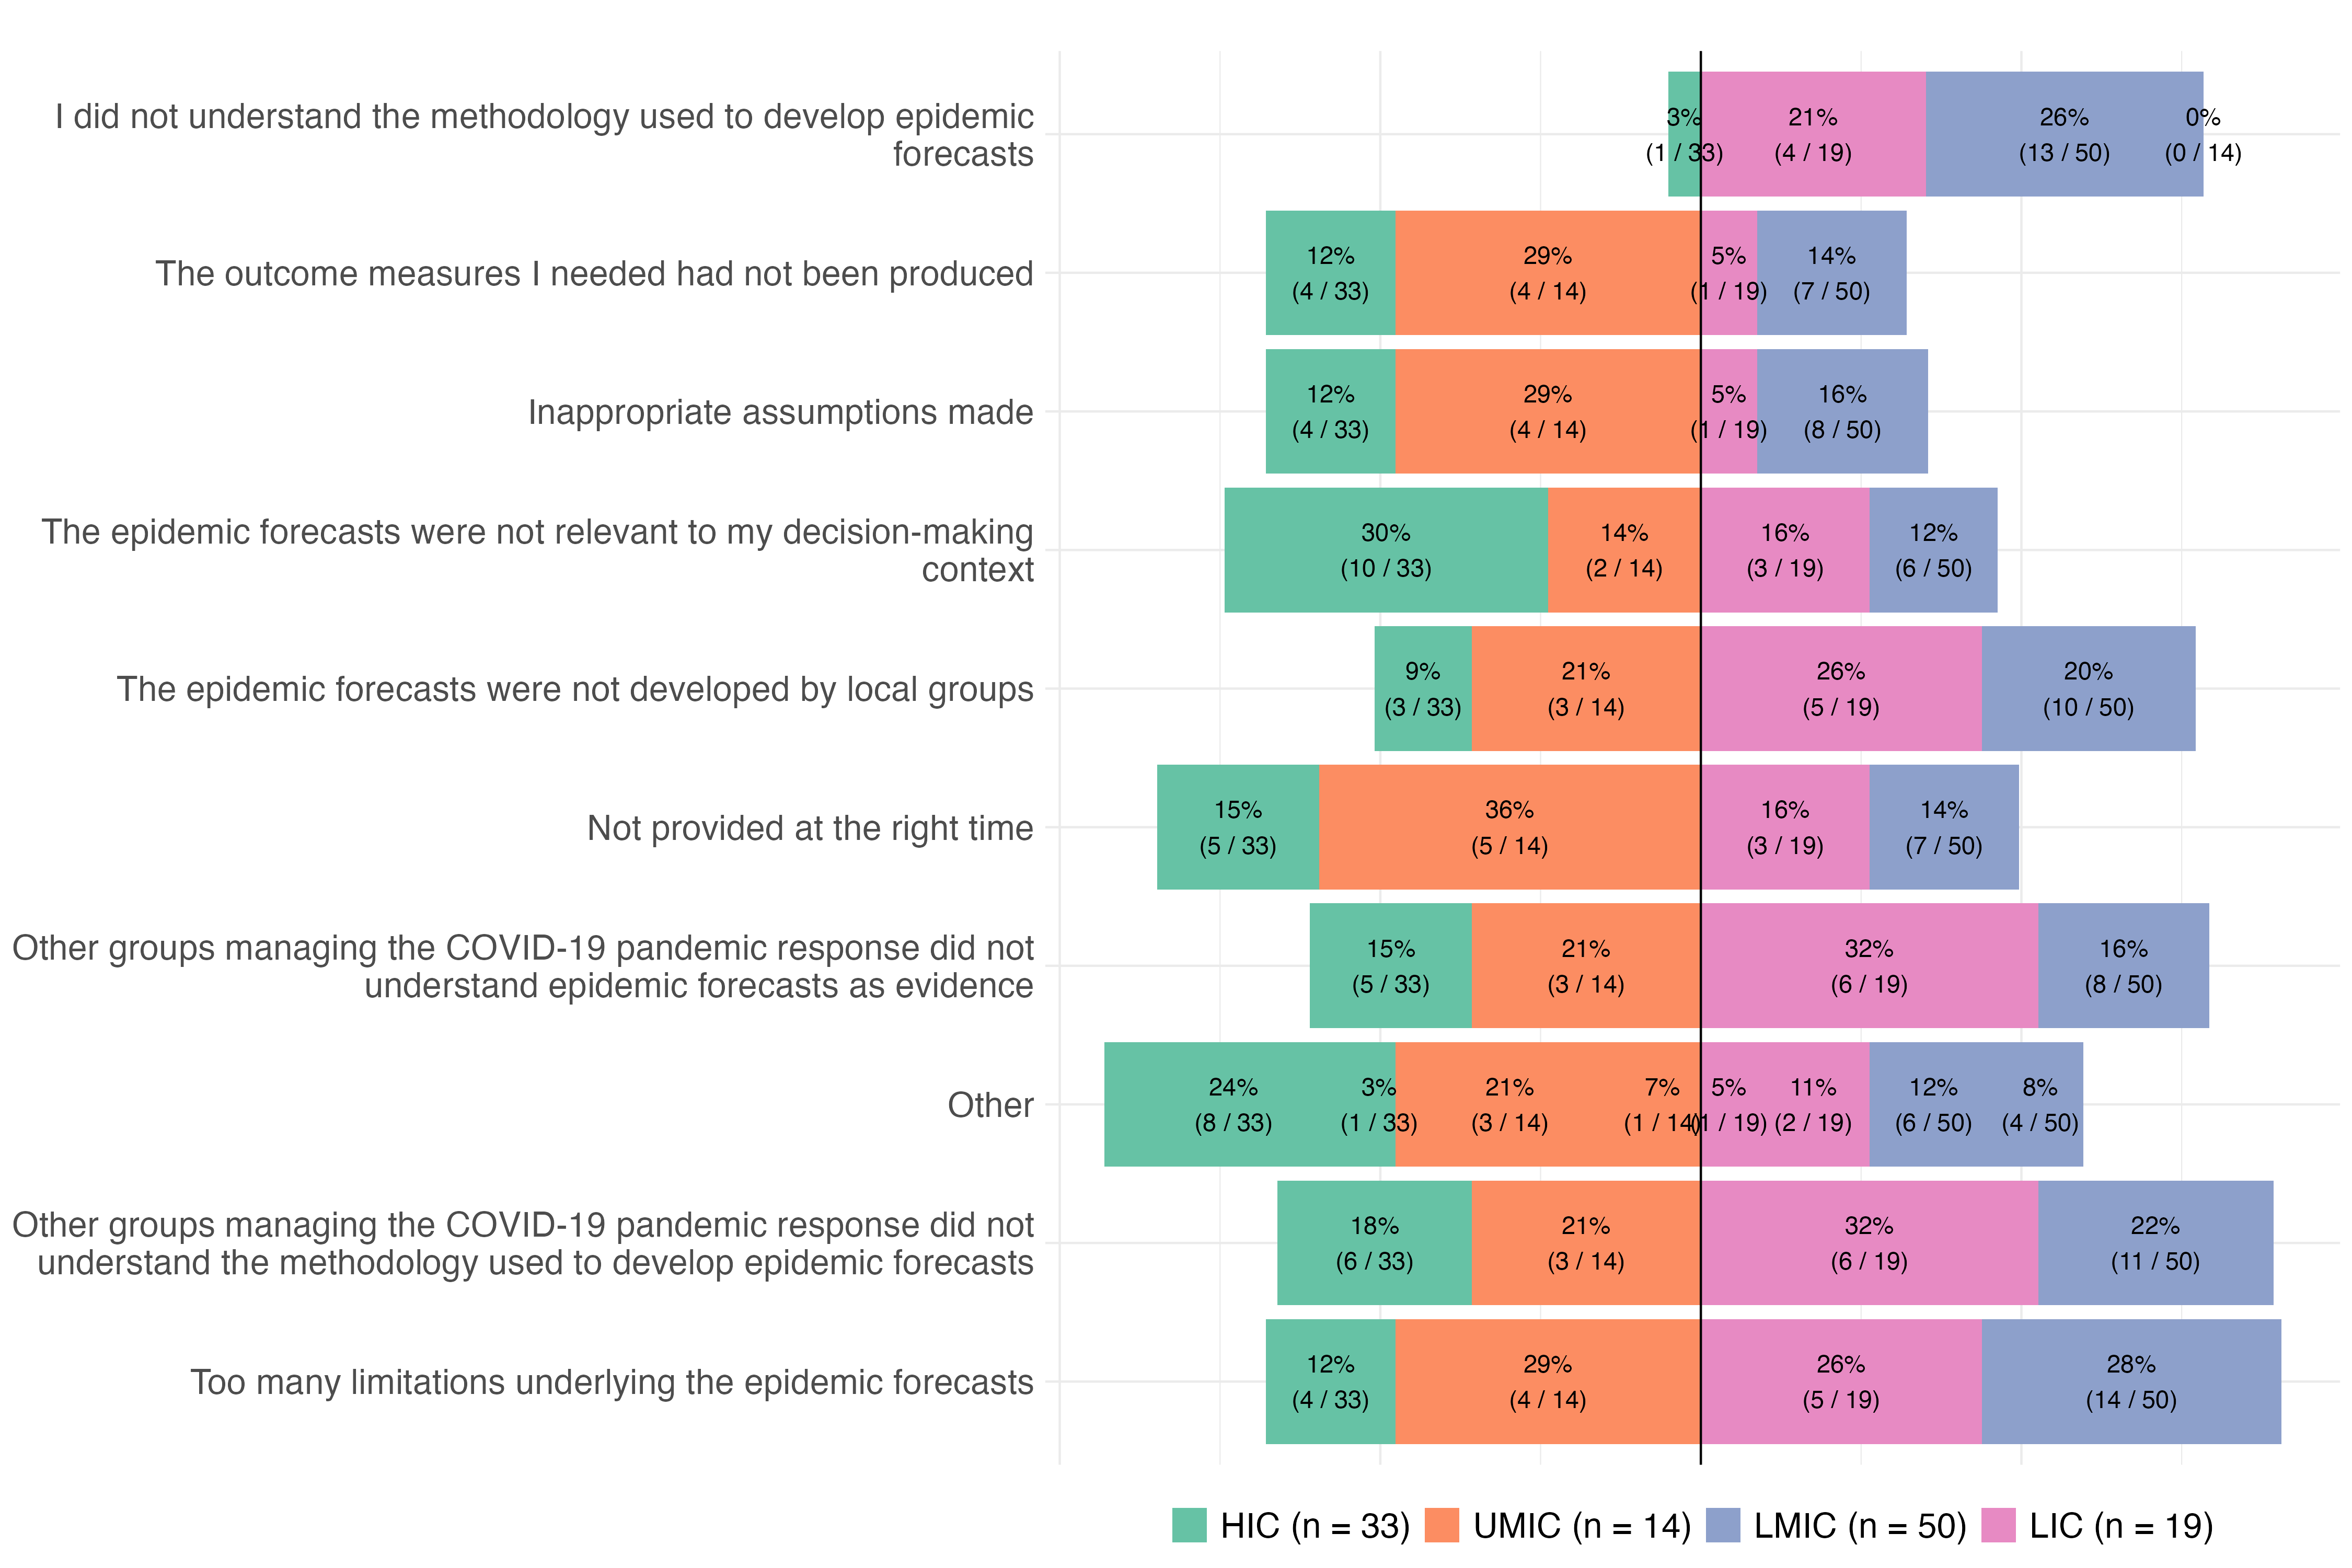 I did not understand the methodology used to develop epidemic
forecasts
3% 21% 26% 0%
(1 / 33) (4 / 19) (13 / 50) (0 / 14)
The outcome measures I needed had not been produced
12% 29% 5% 14%
(4 / 33) (4 / 14) (1 / 19) (7 / 50)
Inappropriate assumptions made
12% 29% 5% 16%
(4 / 33) (4 / 14) (1 / 19) (8 / 50)
The epidemic forecasts were not relevant to my decision-making
context
30% 14% 16% 12%
(10 / 33) (2 / 14) (3 / 19) (6 / 50)
The epidemic forecasts were not developed by local groups
9% 21% 26% 20%
(3 / 33) (3 / 14) (5 / 19) (10 / 50)
Not provided at the right time
15% 36% 16% 14%
(5 / 33) (5 / 14) (3 / 19) (7 / 50)
Other groups managing the COVID-19 pandemic response did not
understand epidemic forecasts as evidence
15% 21% 32% 16%
(5 / 33) (3 / 14) (6 / 19) (8 / 50)
Other
24% 3% 21% 7% 5% 11% 12% 8%
(8 / 33) (1 / 33) (3 / 14) (1 / 14) (1 / 19) (2 / 19) (6 / 50) (4 / 50)
Other groups managing the COVID-19 pandemic response did not
understand the methodology used to develop epidemic forecasts
18% 21% 32% 22%
(6 / 33) (3 / 14) (6 / 19) (11 / 50)
Too many limitations underlying the epidemic forecasts
12% 29% 26% 28%
(4 / 33) (4 / 14) (5 / 19) (14 / 50)
HIC (n = 33) UMIC (n = 14) LMIC (n = 50) LIC (n = 19)